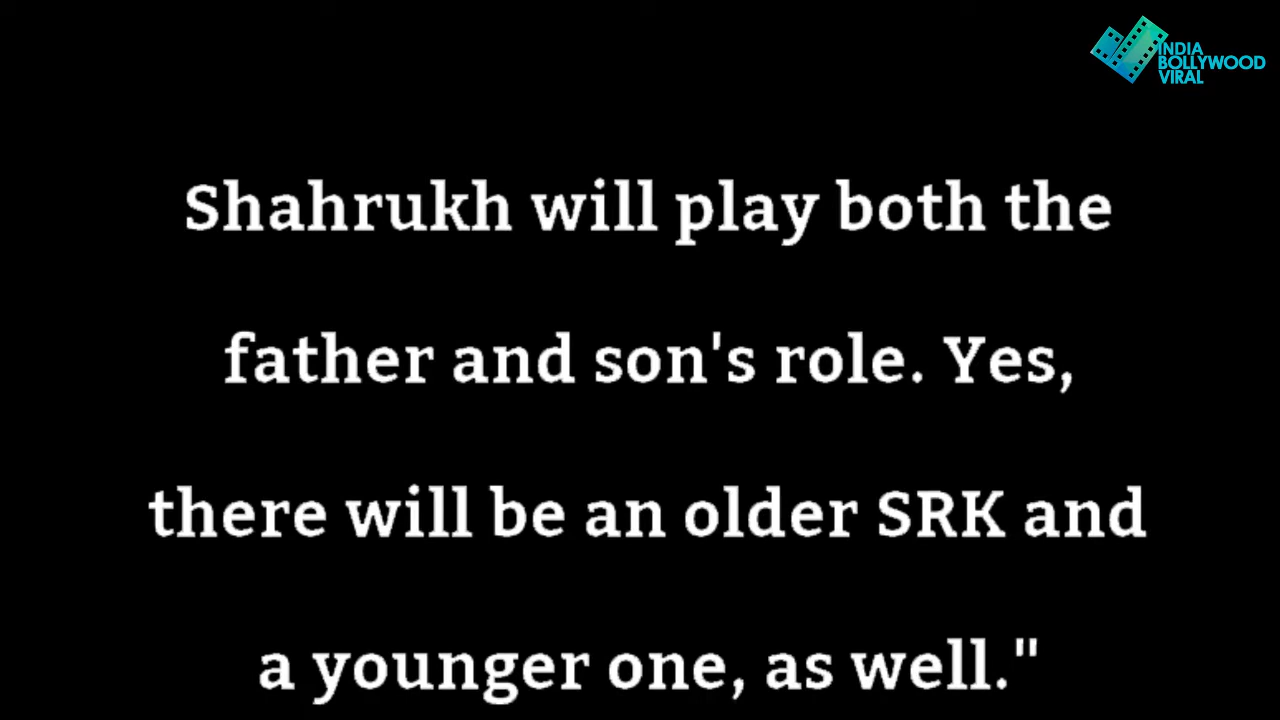 INDIA
BOLLYWOOD
VIRAL
Shahrukh will play both the
father and son's role. Yes,
there will be an older SRK and
a younger one, as well."